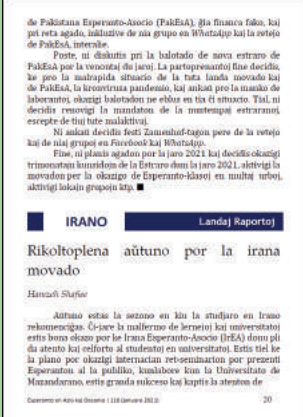 de Pakistana Esperanto-Asocio (PakEsA), ĝia financa fako, kaj
pri reta agado, inkluzive de nia grupo en WhatsApp kaj la retejo
de PakEsA, interalie.
Poste, ni diskutis pri la balotado de nova estraro de
PakEsA por la venontaj du jaroj. La partoprenantoj fine decidis,
ke pro la malrapida situacio de la tuta landa movado kaj
de PakEsA, la kronvirusa pandemio, kaj ankaŭ pro la manko de
laborantoj, okazigi balotadon ne eblus en tia ĉi situacio. Tial, ni
decidis renovigi la mandaton de la nuntempaj estraranoj,
escepte de tiuj tute malaktivaj.
Ni ankaŭ decidis festi Zamenhof-tagon pere de la retejo
kaj de niaj grupoj en Facebook kaj WhatsApp.
Fine, ni planis agadon por la jaro 2021 kaj decidis okazigi
trimonatajn kunsidojn de la Estraro dum la jaro 2021, aktivigi la
movadon per la okazigo de Esperanto-klasoj en multaj urboj,
aktivigi lokajn grupojn ktp. ■
IRANO
Landaj Raportoj
Rikoltoplena aŭtuno por la irana
movado
Hamzeh Shafiee
Aŭtuno estas la sezono en kiu la studjaro en Irano
rekomenciĝas. Ĉi-jare la malfermo de lernejoj kaj universitatoj
estis bona okazo por ke Irana Esperanto-Asocio (IrEA) donu pli
da atento kaj celforto al studentoj en universitatoj. Estis tiel ke
la plano por okazigi internacian ret-seminarion por prezenti
Esperanton al la publiko, kunlabore kun la Universitato de
Mazandarano, estis granda sukceso kaj kaptis la atenton de
Esperanto en Azio kaj Oceanio | 118 (januaro 2021)
20